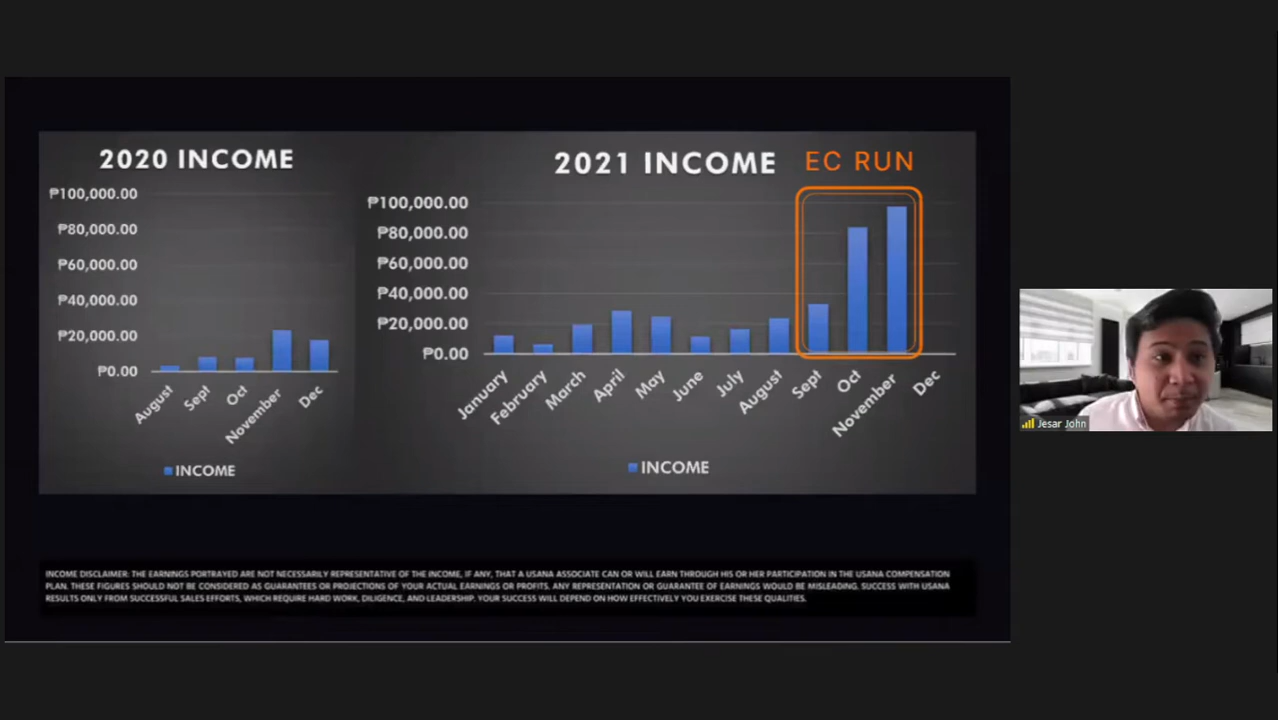 2020 INCOME
₱100,000.00
₱80,000.00
₱60,000.00
₱40,000.00
₱20,000.00
₱0.00
August
Sept
Oct
November
Dec
INCOME
2021 INCOME
EC RUN
₱100,000.00
₱80,000.00
₱60,000.00
₱40,000.00
₱20,000.00
₱0.00
January
February
March
April
May
June
July
August
Sept
Oct
November
Dec
INCOME
Jesar John
INCOME DISCLAIMER: THE EARNINGS PORTRAYED ARE NOT NECESSARILY REPRESENTATIVE OF THE INCOME, IF ANY, THAT A USANA ASSOCIATE CAN OR WILL EARN THROUGH HIS OR HER PARTICIPATION IN THE USANA COMPENSATION
PLAN. THESE FIGURES SHOULD NOT BE CONSIDERED AS GUARANTEES OR PROJECTIONS OF YOUR ACTUAL EARNINGS OR PROFITS. ANY REPRESENTATION OR GUARANTEE OF EARNINGS WOULD BE MISLEADING. SUCCESS WITH USANA
RESULTS ONLY FROM SUCCESSFUL SALES EFFORTS, WHICH REQUIRE HARD WORK, DILIGENCE, AND LEADERSHIP. YOUR SUCCESS WILL DEPEND ON HOW EFFECTIVELY YOU EXERCISE THESE QUALITIES.